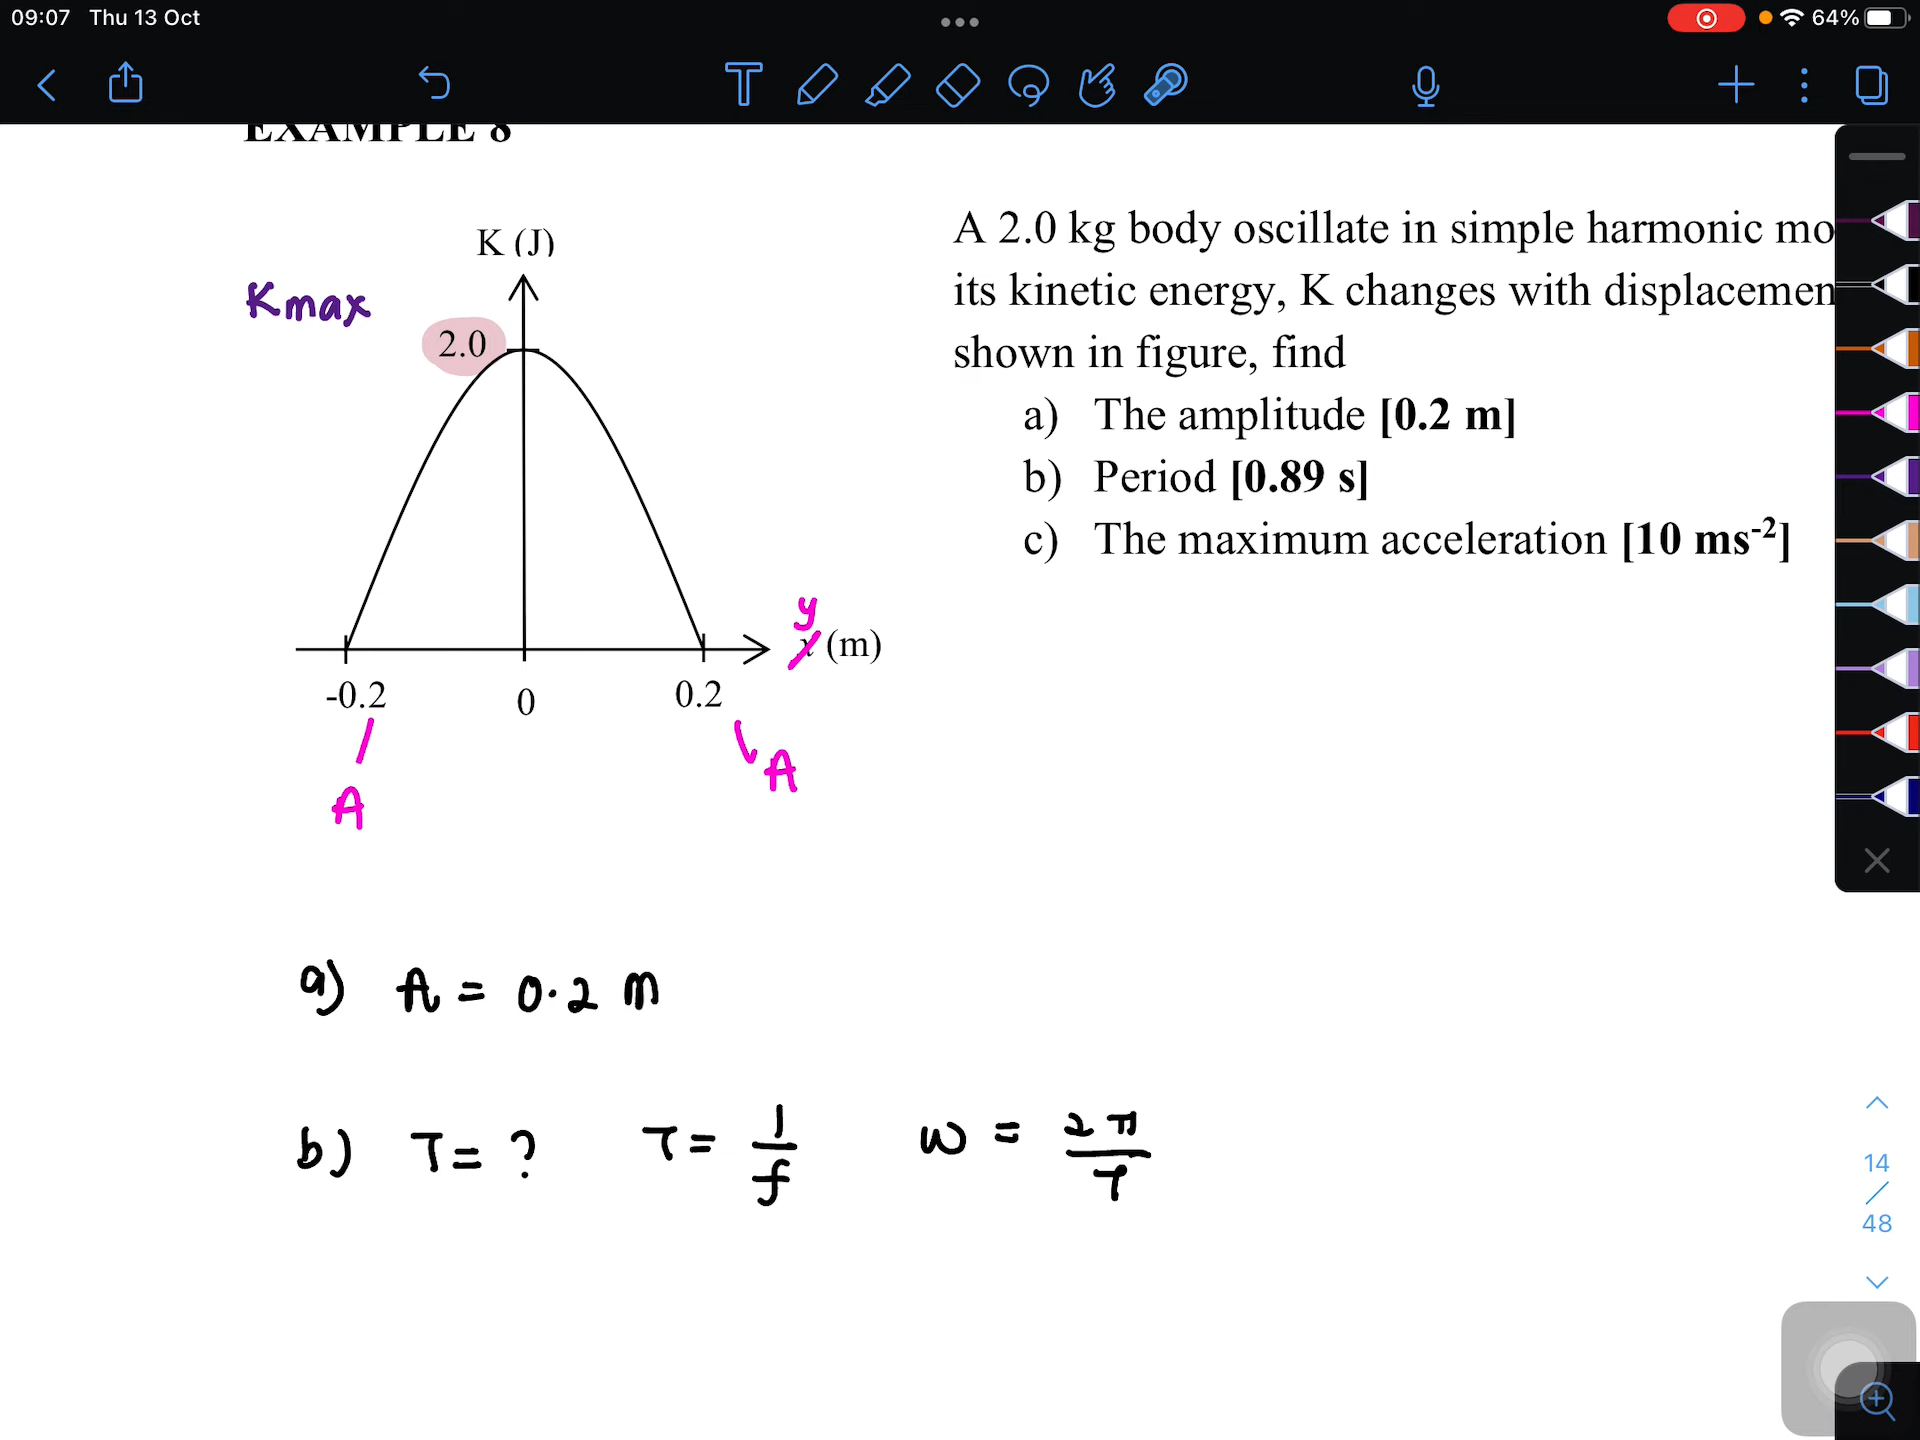 09:07 Thu 13 Oct
64%
EXAMPLE 8
K (J)
Kmax
2.0
y
x (m)
-0.2
0
0.2
A
A
A 2.0 kg body oscillate in simple harmonic mo
its kinetic energy, K changes with displacemen
shown in figure, find
a) The amplitude [0.2 m]
b) Period [0.89 s]
c) The maximum acceleration [10 ms⁻²]
a) A = 0.2 m
b) T = ? T = 1/f ω = 2π/T
14
/
48